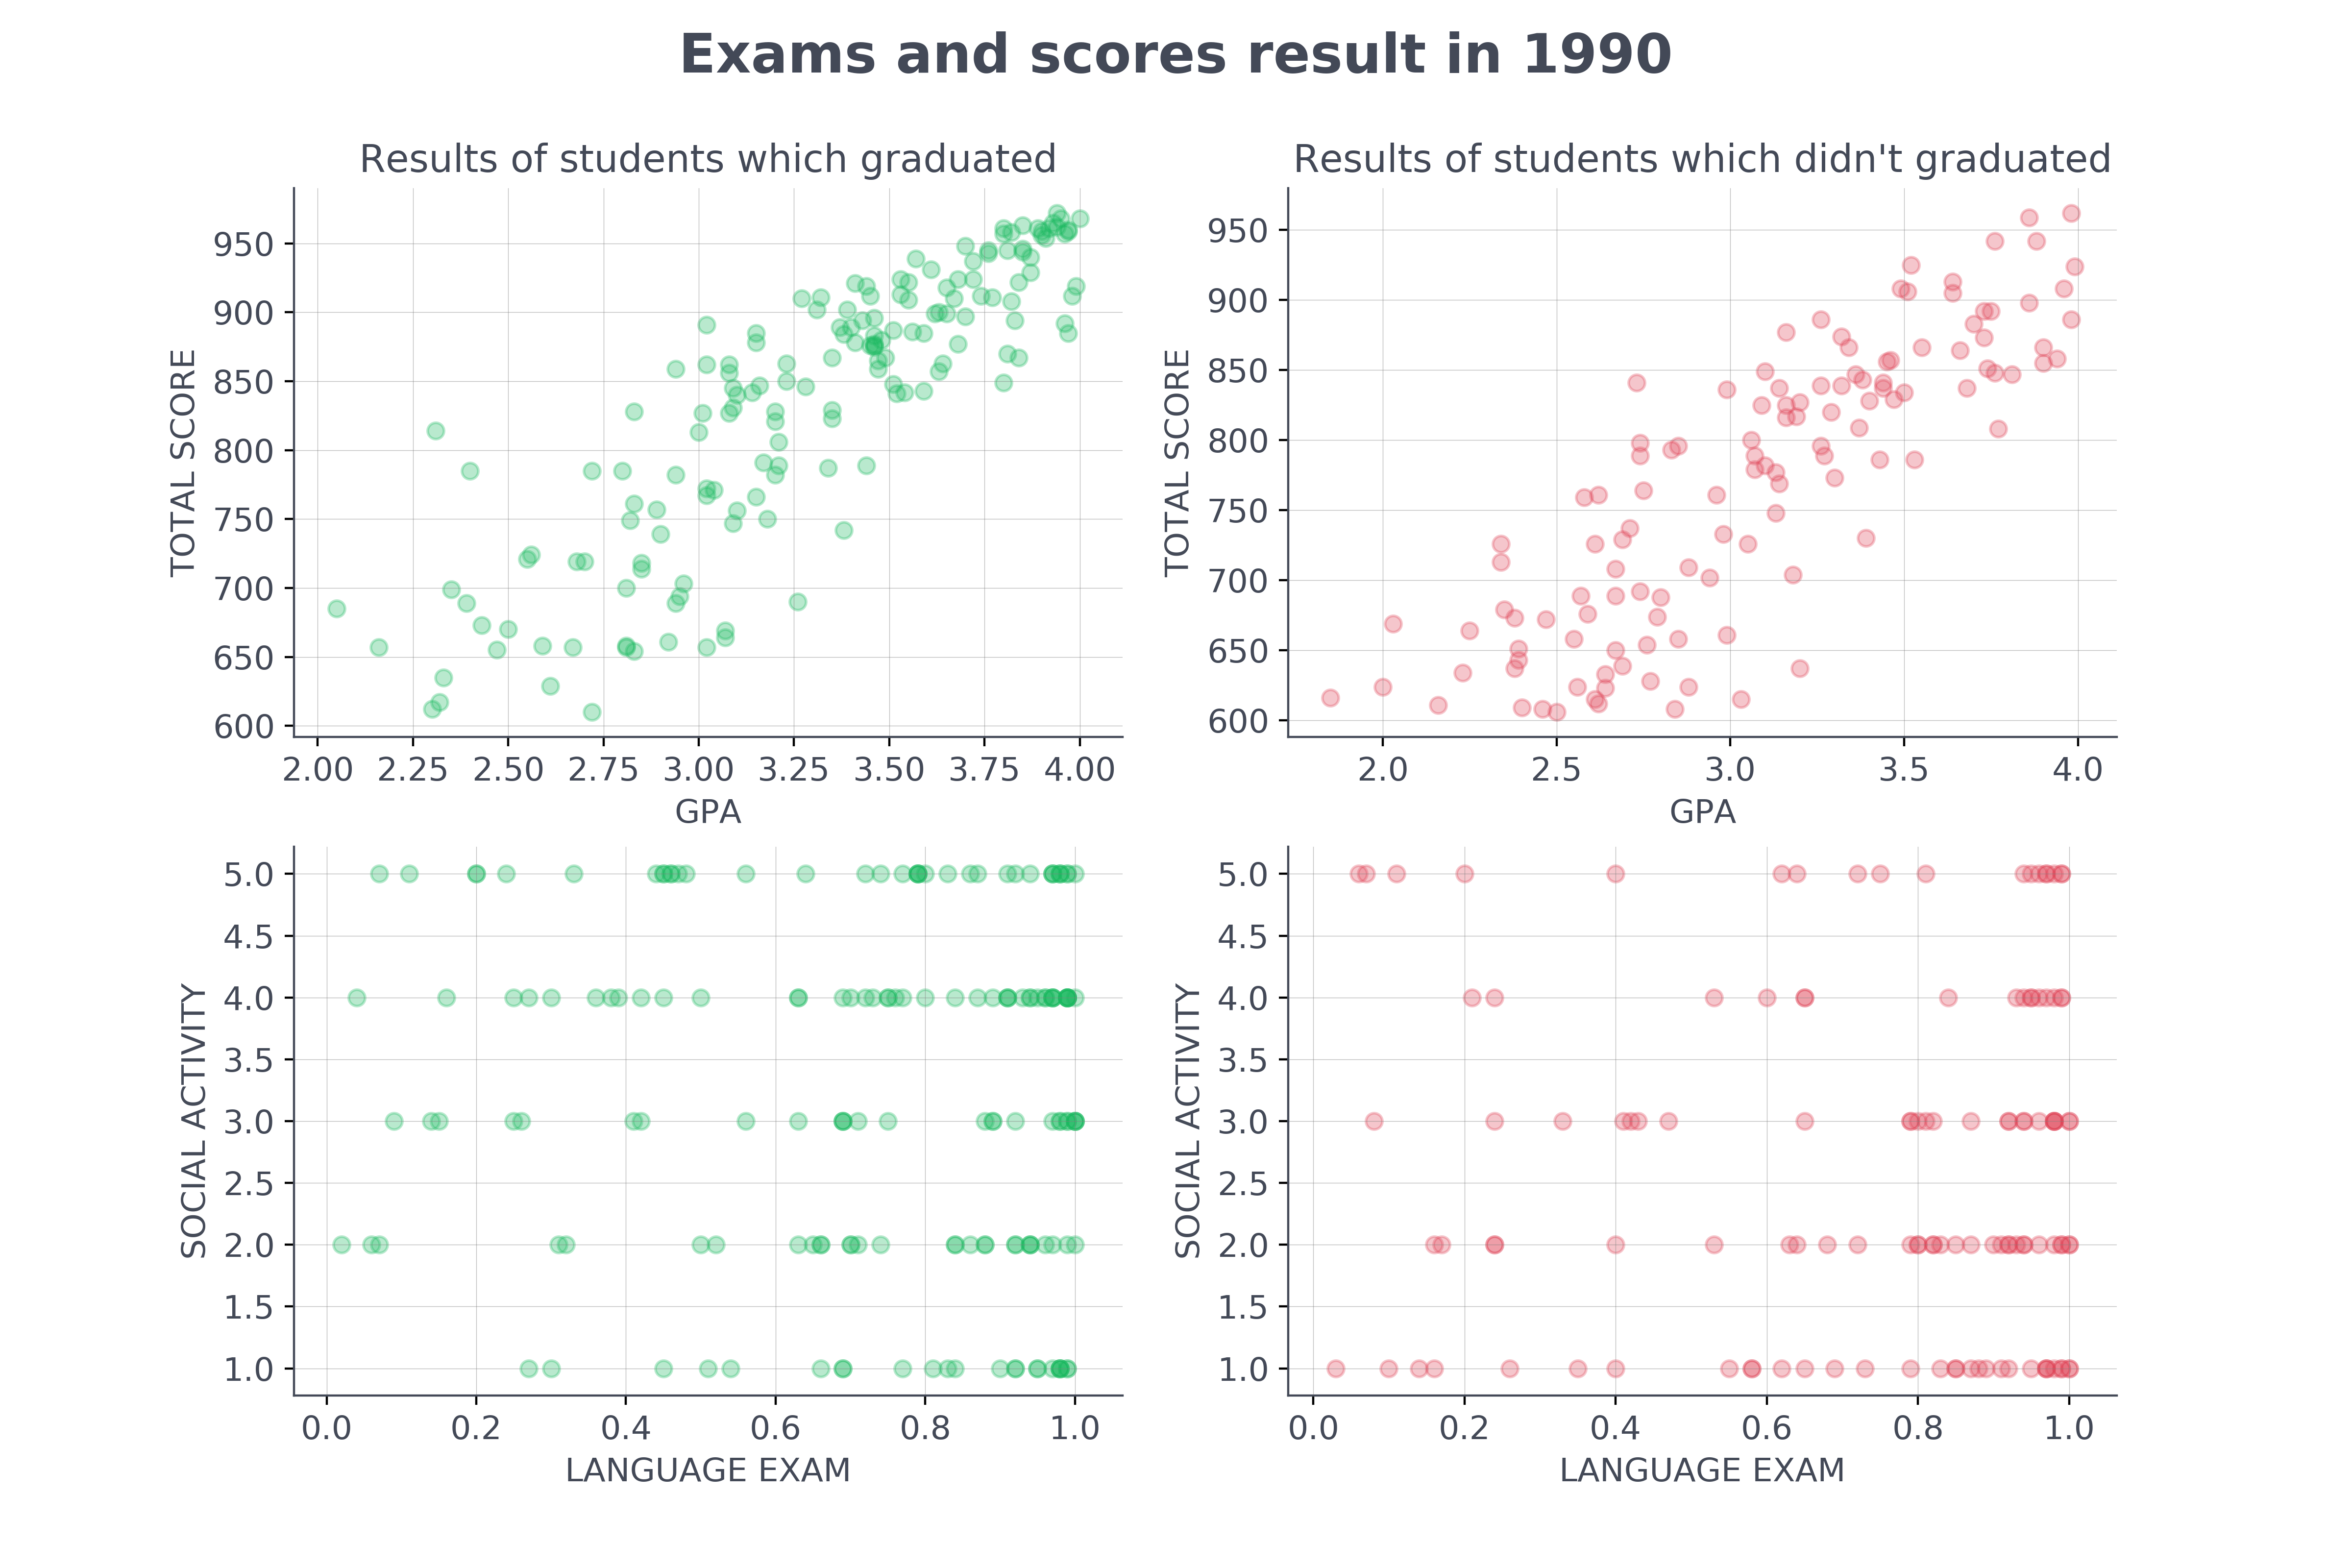 Exams and scores result in 1990
Results of students which graduated
TOTAL SCORE
950
900
850
800
750
700
650
600
2.00 2.25 2.50 2.75 3.00 3.25 3.50 3.75 4.00
GPA
Results of students which didn't graduated
TOTAL SCORE
950
900
850
800
750
700
650
600
2.0 2.5 3.0 3.5 4.0
GPA
SOCIAL ACTIVITY
5.0
4.5
4.0
3.5
3.0
2.5
2.0
1.5
1.0
0.0 0.2 0.4 0.6 0.8 1.0
LANGUAGE EXAM
SOCIAL ACTIVITY
5.0
4.5
4.0
3.5
3.0
2.5
2.0
1.5
1.0
0.0 0.2 0.4 0.6 0.8 1.0
LANGUAGE EXAM